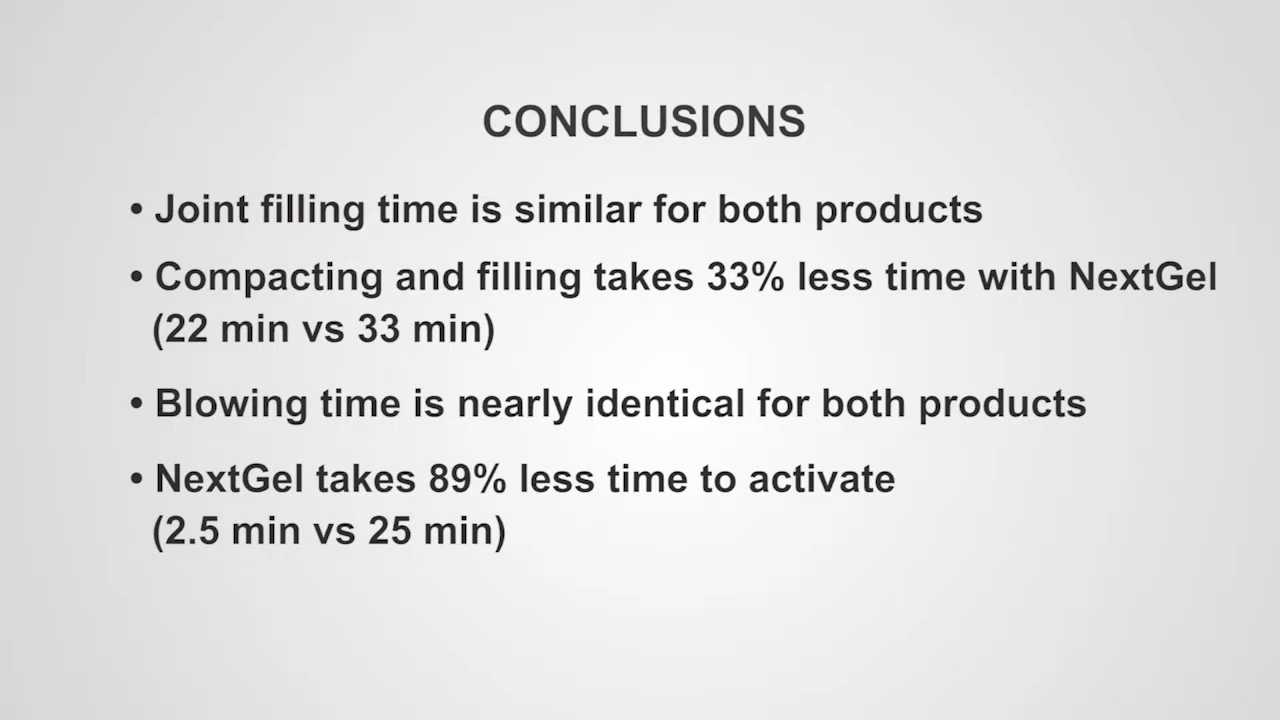 CONCLUSIONS
• Joint filling time is similar for both products
• Compacting and filling takes 33% less time with NextGel
(22 min vs 33 min)
• Blowing time is nearly identical for both products
• NextGel takes 89% less time to activate
(2.5 min vs 25 min)